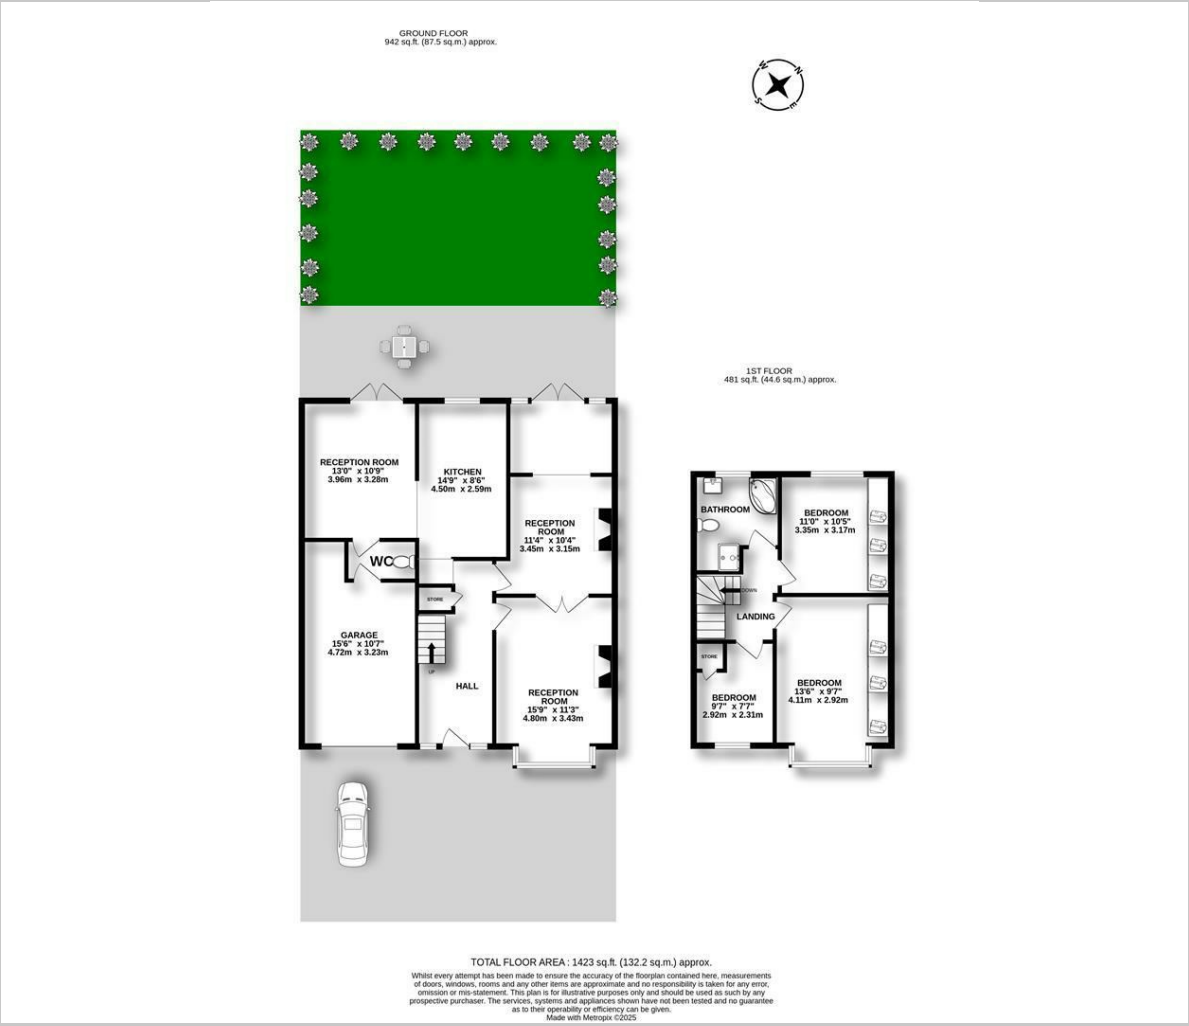 GROUND FLOOR
942 sq.ft. (87.5 sq.m.) approx.
W
N
S
E
1ST FLOOR
481 sq.ft. (44.6 sq.m.) approx.
RECEPTION ROOM
13'0" x 10'9"
3.96m x 3.28m
KITCHEN
14'9" x 8'6"
4.50m x 2.59m
RECEPTION
ROOM
11'4" x 10'4"
3.45m x 3.15m
WC
STORE
GARAGE
15'6" x 10'7"
4.72m x 3.23m
UP
HALL
RECEPTION
ROOM
15'9" x 11'3"
4.80m x 3.43m
BATHROOM
BEDROOM
11'0" x 10'5"
3.35m x 3.17m
DOWN
LANDING
STORE
BEDROOM
9'7" x 7'7"
2.92m x 2.31m
BEDROOM
13'6" x 9'7"
4.11m x 2.92m
TOTAL FLOOR AREA : 1423 sq.ft. (132.2 sq.m.) approx.
Whilst every attempt has been made to ensure the accuracy of the floorplan contained here, measurements
of doors, windows, rooms and any other items are approximate and no responsibility is taken for any error,
omission or mis-statement. This plan is for illustrative purposes only and should be used as such by any
prospective purchaser. The services, systems and appliances shown have not been tested and no guarantee
as to their operability or efficiency can be given.
Made with Metropix ©2025